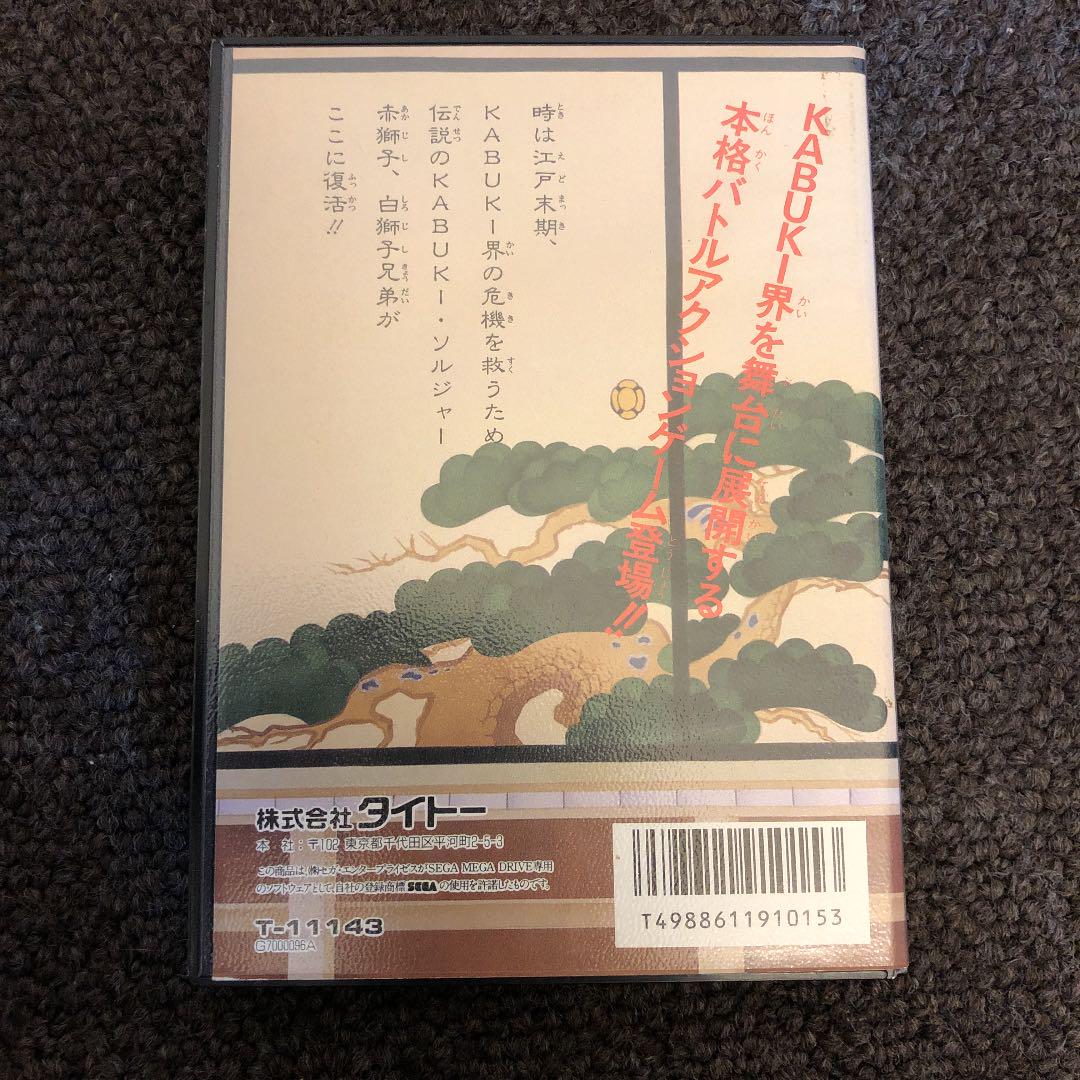 KABUKI界を舞台に展開する
本格バトルアクションゲーム登場!!
時は江戸末期、
KABUKI界の危機を救うため
伝説のKABUKI・ソルジャー
赤獅子、白獅子兄弟が
ここに復活!!
株式会社 タイトー
本 社：〒102 東京都千代田区平河町2-5-3
この商品は、(株)セガ・エンタープライゼスがSEGA MEGA DRIVE専用
のソフトウェアとして、自社の登録商標 SEGA の使用を許諾したものです。
T-11143
G7000096A
T4988611910153